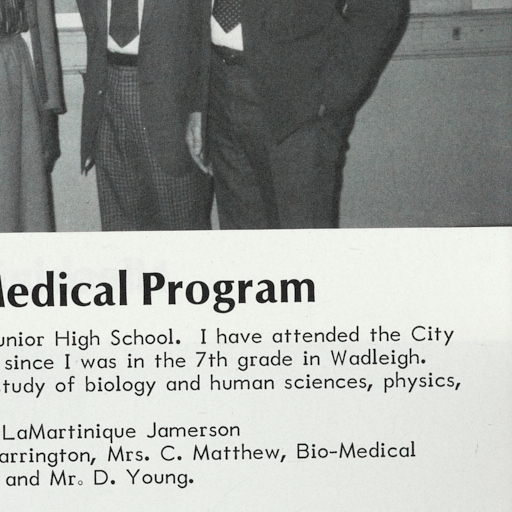 Medical Program
unior High School. I have attended the City
since I was in the 7th grade in Wadleigh.
tudy of biology and human sciences, physics,
LaMartinique Jamerson
arrington, Mrs. C. Matthew, Bio-Medical
and Mr. D. Young.